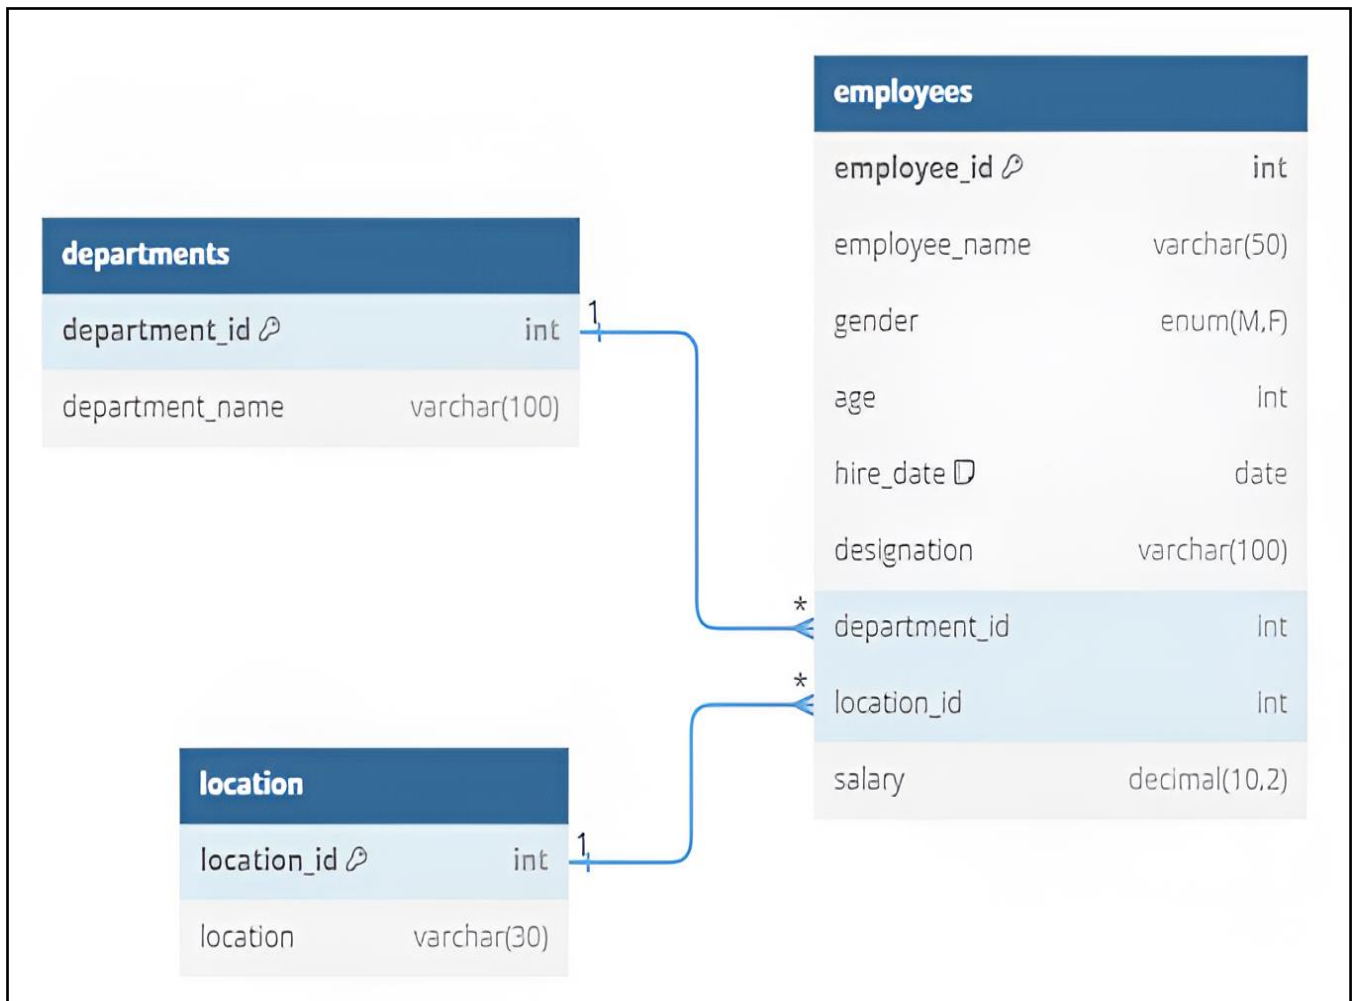 departments
department_id int
department_name varchar(100)
1
employees
employee_id int
employee_name varchar(50)
gender enum(M,F)
age int
hire_date date
designation varchar(100)
* department_id int
* location_id int
salary decimal(10,2)
location
location_id int
1
location varchar(30)